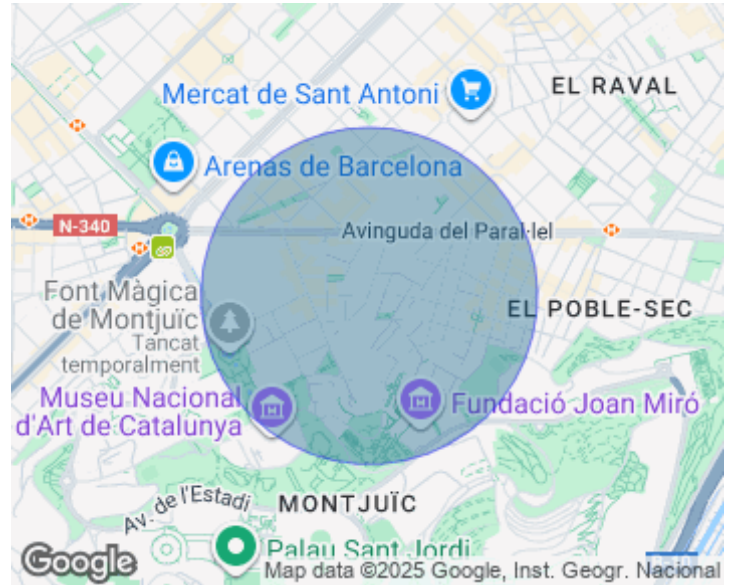 EL RAVAL
Mercat de Sant Antoni
Arenas de Barcelona
N-340
Avinguda del Paral·lel
Font Màgica
de Montjuïc
Tancat
temporalment
EL POBLE-SEC
Museu Nacional
d'Art de Catalunya
Fundació Joan Miró
Av. de l'Estadi
MONTJUÏC
Palau Sant Jordi
Google
Map data ©2025 Google, Inst. Geogr. Nacional